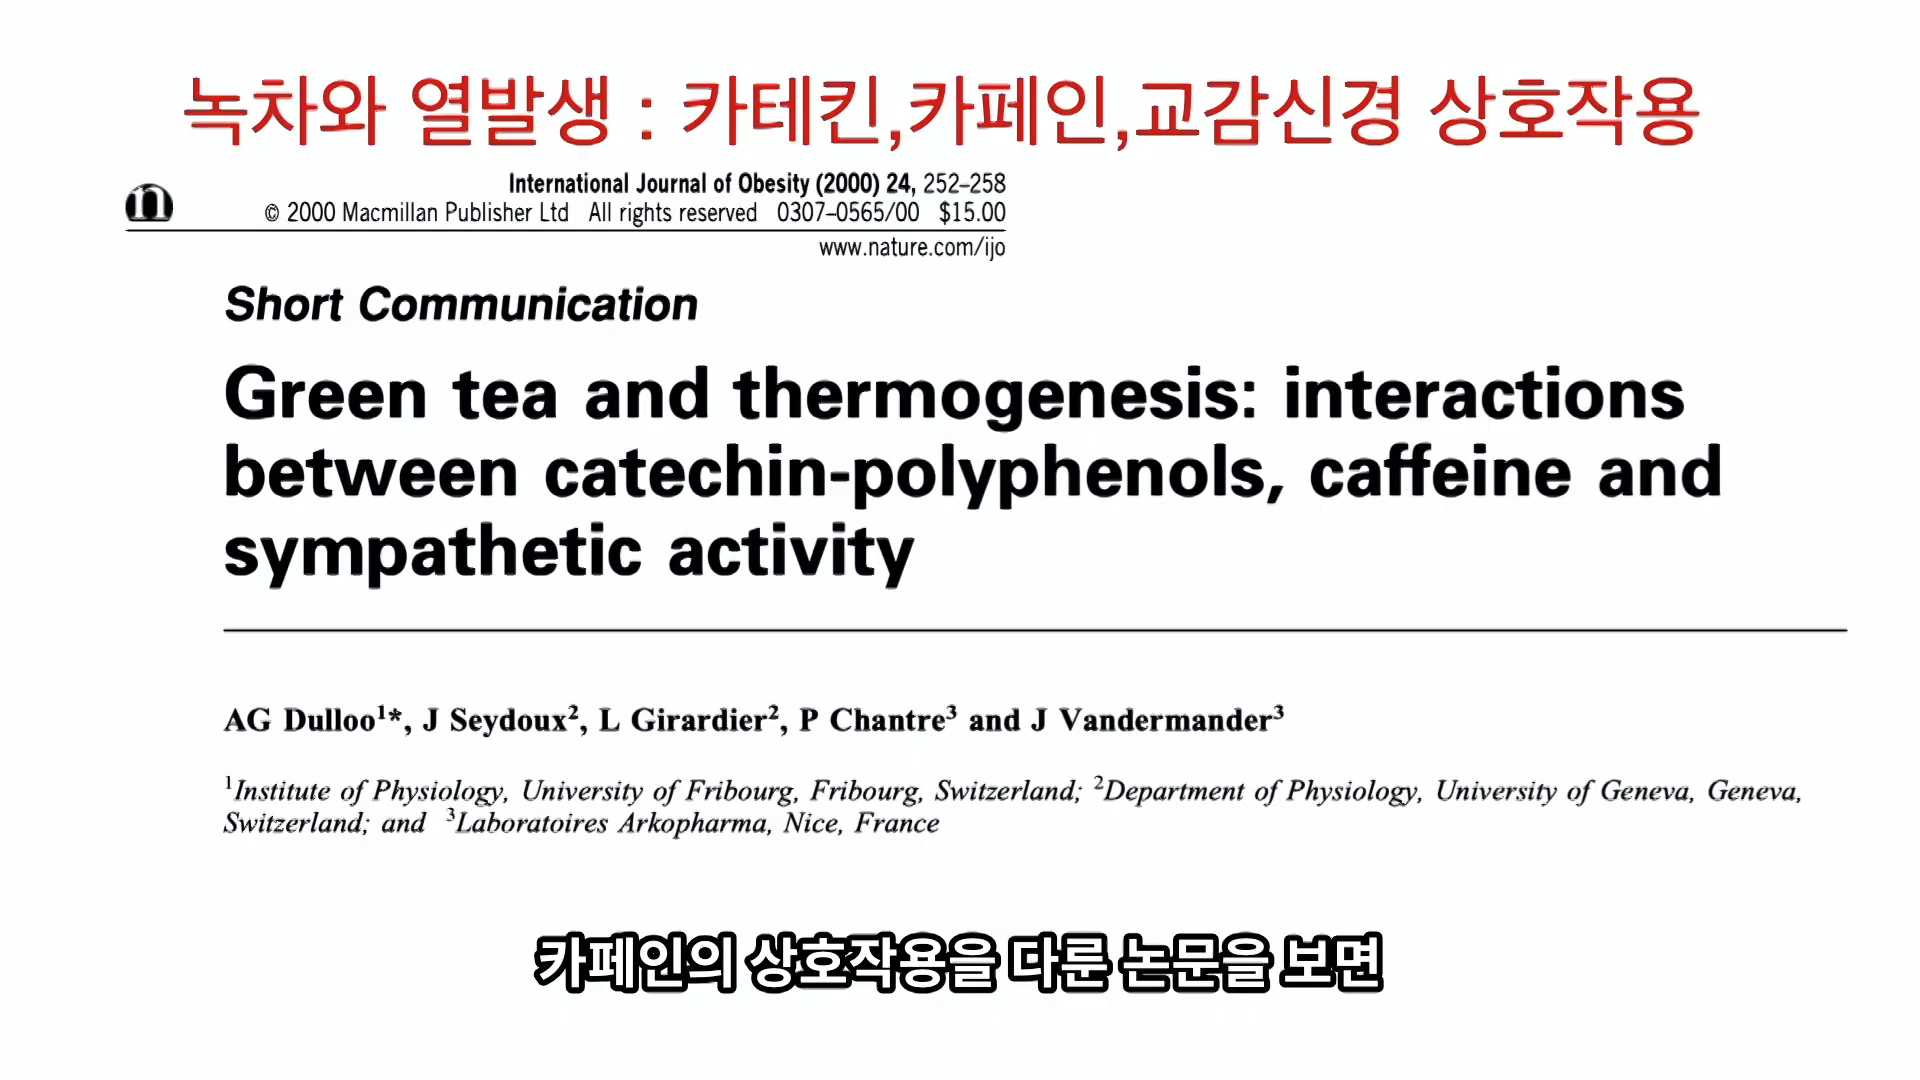 녹차와 열발생 : 카테킨,카페인,교감신경 상호작용
n
International Journal of Obesity (2000) 24, 252–258
© 2000 Macmillan Publisher Ltd All rights reserved 0307–0565/00 $15.00
www.nature.com/ijo
Short Communication
Green tea and thermogenesis: interactions
between catechin-polyphenols, caffeine and
sympathetic activity
AG Dulloo¹*, J Seydoux², L Girardier², P Chantre³ and J Vandermander³
¹Institute of Physiology, University of Fribourg, Fribourg, Switzerland; ²Department of Physiology, University of Geneva, Geneva,
Switzerland; and ³Laboratoires Arkopharma, Nice, France
카페인의 상호작용을 다룬 논문을 보면